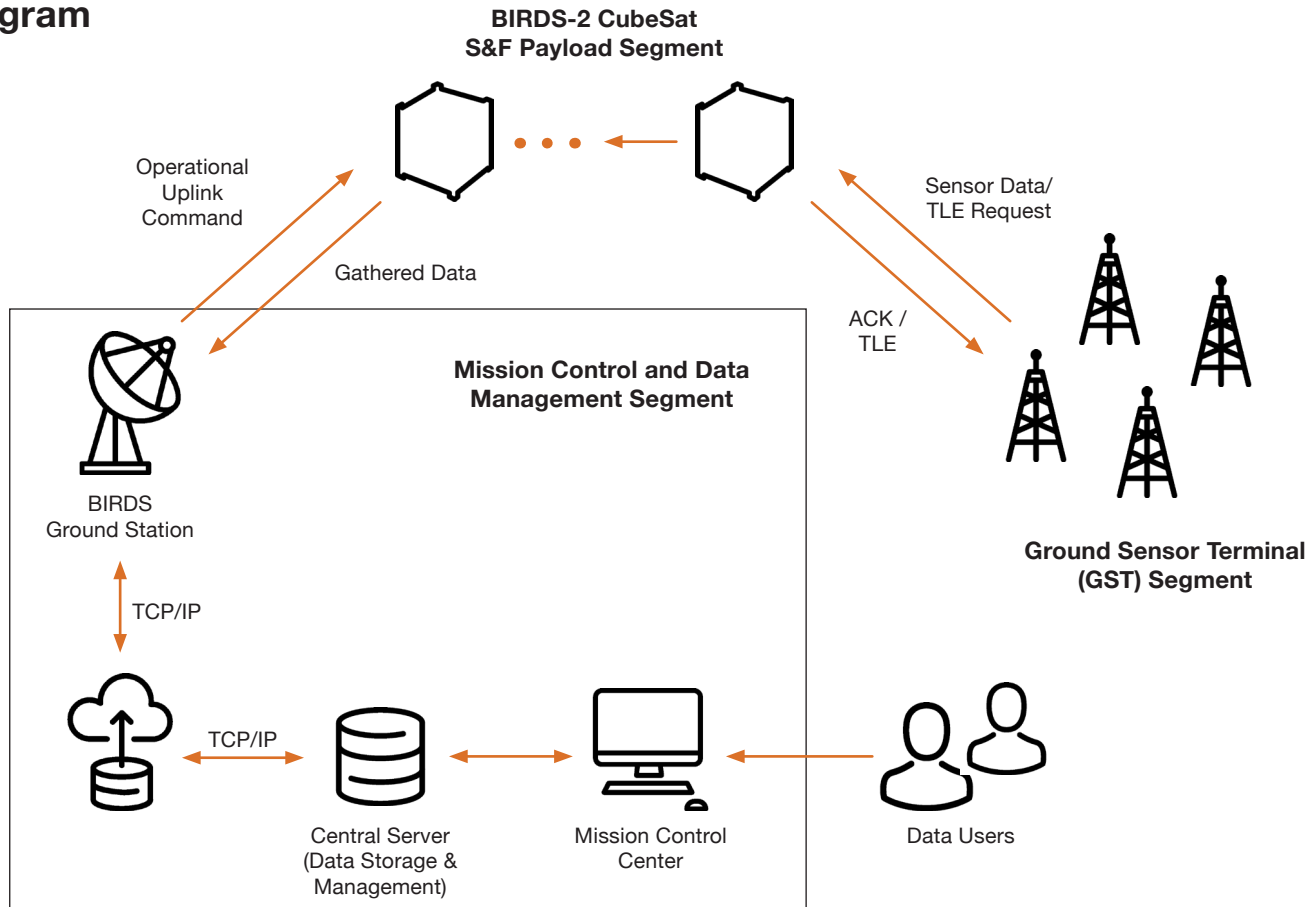 gram
BIRDS-2 CubeSat
S&F Payload Segment
Operational
Uplink
Command
Gathered Data
Sensor Data/
TLE Request
ACK /
TLE
Mission Control and Data
Management Segment
BIRDS
Ground Station
Ground Sensor Terminal
(GST) Segment
TCP/IP
TCP/IP
Central Server
(Data Storage &
Management)
Mission Control
Center
Data Users